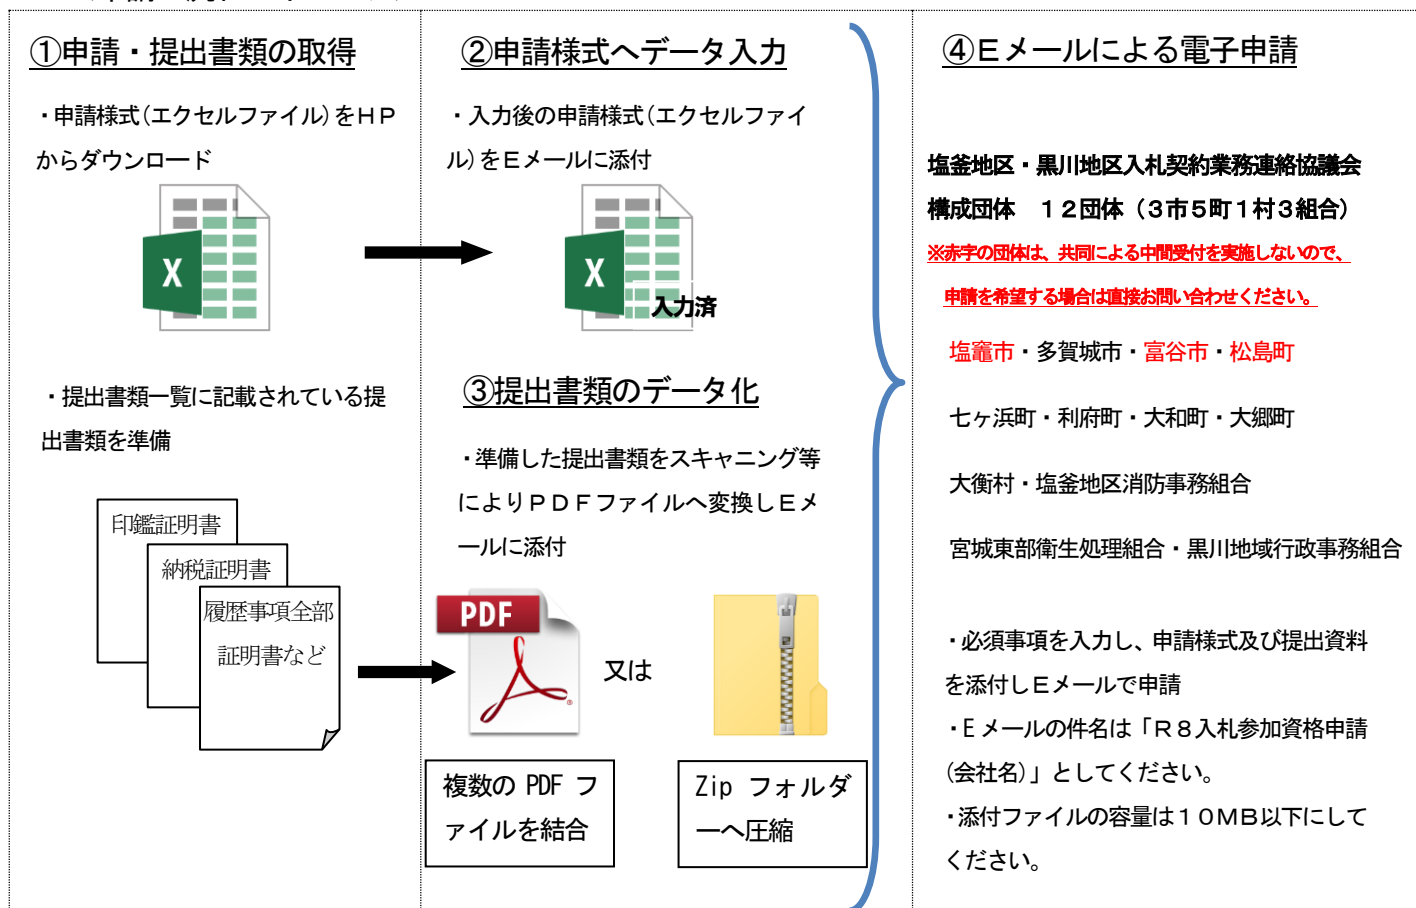 ①申請・提出書類の取得
・申請様式(エクセルファイル)をＨＰ
からダウンロード
X
・提出書類一覧に記載されている提
出書類を準備
印鑑証明書
納税証明書
履歴事項全部
証明書など
②申請様式へデータ入力
・入力後の申請様式(エクセルファイ
ル)をＥメールに添付
X
入力済
③提出書類のデータ化
・準備した提出書類をスキャニング等
によりＰＤＦファイルへ変換しＥメ
ールに添付
PDF
又は
複数の PDF フ
ァイルを結合
Zip フォルダ
ーへ圧縮
④Ｅメールによる電子申請
塩釜地区・黒川地区入札契約業務連絡協議会
構成団体　１２団体（３市５町１村３組合）
※赤字の団体は、共同による中間受付を実施しないので、
申請を希望する場合は直接お問い合わせください。
塩竈市・多賀城市・富谷市・松島町
七ヶ浜町・利府町・大和町・大郷町
大衡村・塩釜地区消防事務組合
宮城東部衛生処理組合・黒川地域行政事務組合
・必須事項を入力し、申請様式及び提出資料
を添付しＥメールで申請
・Eメールの件名は「Ｒ８入札参加資格申請
(会社名)」としてください。
・添付ファイルの容量は１０ＭＢ以下にして
ください。